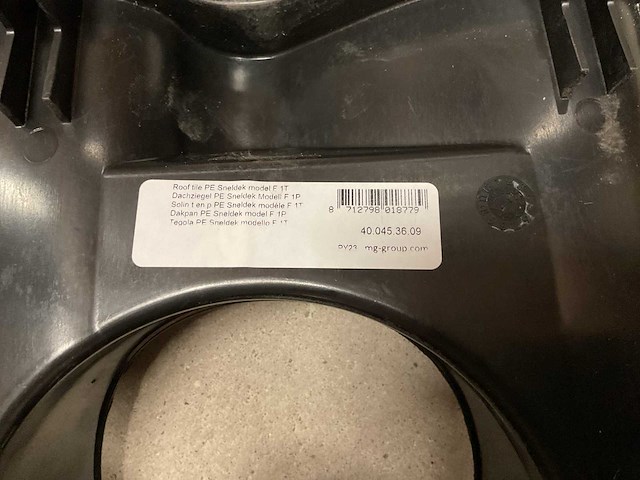 Roof tile PE Sneldek model F 1T
Dachziegel PE Sneldek Modell F 1P
Solin t en p PE Sneldek modèle F 1T
Dakpan PE Sneldek model F 1P
Tegola PE Sneldek modello F 1T
8 712798 018779
40.045.36.09
PY23 mg-group.com